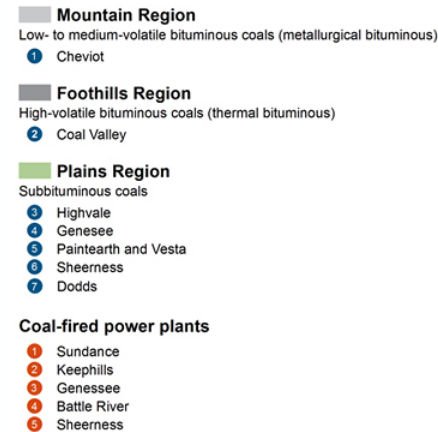 Mountain Region
Low- to medium-volatile bituminous coals (metallurgical bituminous)
1 Cheviot
Foothills Region
High-volatile bituminous coals (thermal bituminous)
2 Coal Valley
Plains Region
Subbituminous coals
3 Highvale
4 Genesee
5 Paintearth and Vesta
6 Sheerness
7 Dodds
Coal-fired power plants
1 Sundance
2 Keephills
3 Genessee
4 Battle River
5 Sheerness